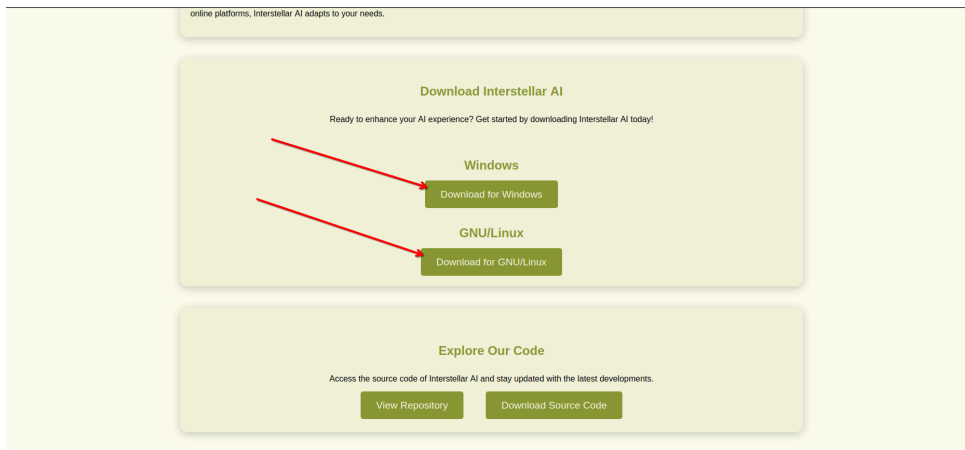 online platforms, Interstellar AI adapts to your needs.
Download Interstellar AI
Ready to enhance your AI experience? Get started by downloading Interstellar AI today!
Windows
Download for Windows
GNU/Linux
Download for GNU/Linux
Explore Our Code
Access the source code of Interstellar AI and stay updated with the latest developments.
View Repository
Download Source Code